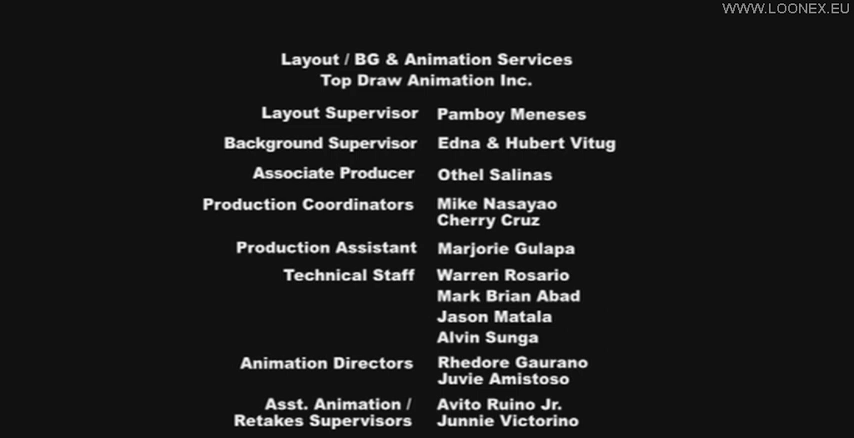 WWW.LOONEX.EU
Layout / BG & Animation Services
Top Draw Animation Inc.
Layout Supervisor Pamboy Meneses
Background Supervisor Edna & Hubert Vitug
Associate Producer Othel Salinas
Production Coordinators Mike Nasayao
Cherry Cruz
Production Assistant Marjorie Gulapa
Technical Staff Warren Rosario
Mark Brian Abad
Jason Matala
Alvin Sunga
Animation Directors Rhedore Gaurano
Juvie Amistoso
Asst. Animation / Avito Ruino Jr.
Retakes Supervisors Junnie Victorino